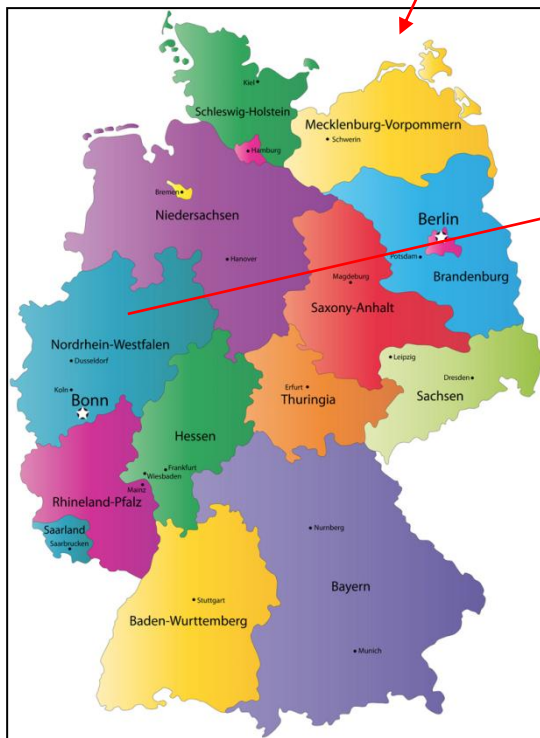 Kiel
Schleswig-Holstein
Mecklenburg-Vorpommern
Schwerin
Hamburg
Bremen
Niedersachsen
Berlin
Hanover
Potsdam
Brandenburg
Magdeburg
Saxony-Anhalt
Nordrhein-Westfalen
Dusseldorf
Leipzig
Dresden
Koln
Bonn
Erfurt
Thuringia
Sachsen
Hessen
Frankfurt
Wiesbaden
Mainz
Rhineland-Pfalz
Saarland
Saarbrucken
Nurnberg
Bayern
Stuttgart
Baden-Wurttemberg
Munich